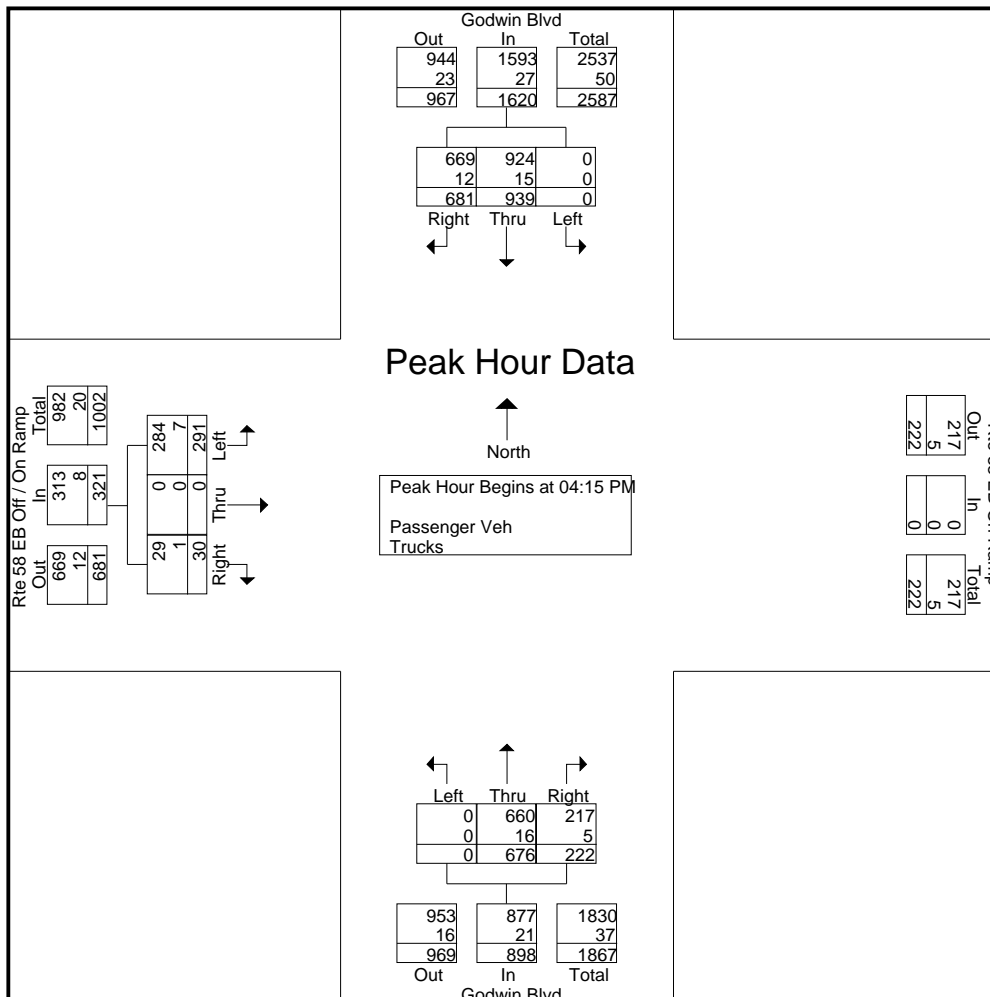 Godwin Blvd
Out In Total
944 1593 2537
23 27 50
967 1620 2587
669 924 0
12 15 0
681 939 0
Right Thru Left
Peak Hour Data
North
Peak Hour Begins at 04:15 PM
Passenger Veh
Trucks
Rte 58 EB Off / On Ramp
Out In Total
669 313 982
12 8 20
681 321 1002
29 0 284
1 0 7
30 0 291
Right Thru Left
Out In Total
217 0 217
5 0 5
222 0 222
Left Thru Right
0 660 217
0 16 5
0 676 222
953 877 1830
16 21 37
969 898 1867
Out In Total
Godwin Blvd